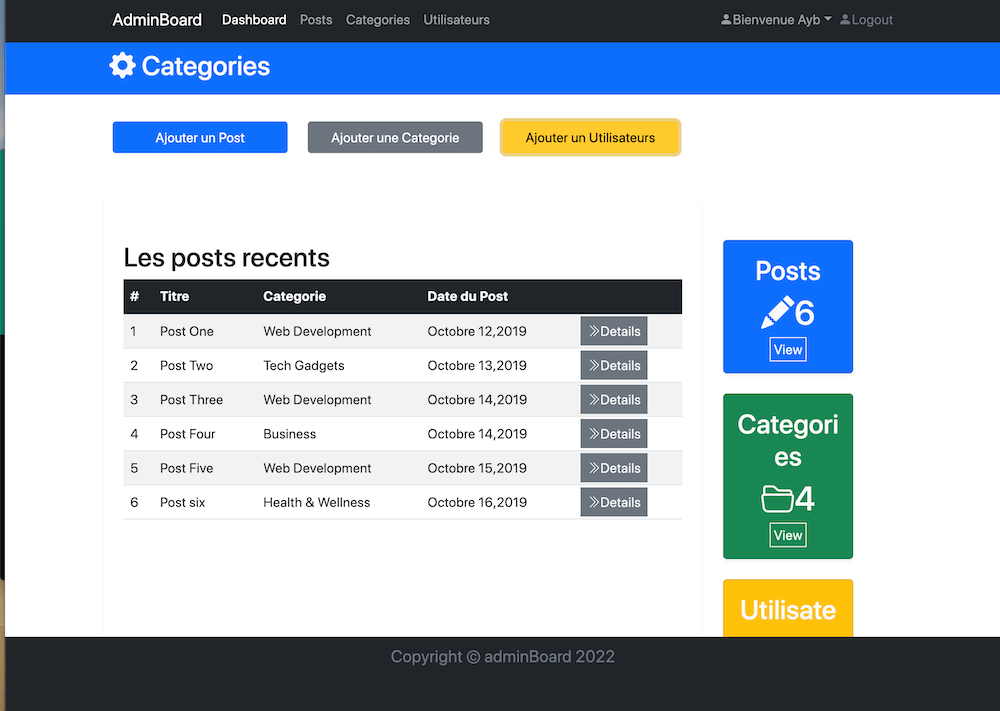 AdminBoard Dashboard Posts Categories Utilisateurs Bienvenue Ayb Logout
Categories
Ajouter un Post Ajouter une Categorie Ajouter un Utilisateurs
Les posts recents
# Titre Categorie Date du Post
1 Post One Web Development Octobre 12,2019 Details
2 Post Two Tech Gadgets Octobre 13,2019 Details
3 Post Three Web Development Octobre 14,2019 Details
4 Post Four Business Octobre 14,2019 Details
5 Post Five Web Development Octobre 15,2019 Details
6 Post six Health & Wellness Octobre 16,2019 Details
Posts
6
View
Categori
es
4
View
Utilisate
Copyright © adminBoard 2022